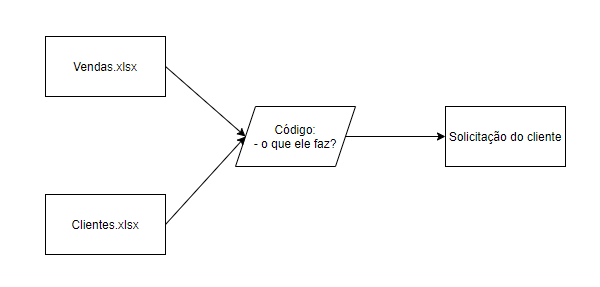 Vendas.xlsx
Código:
- o que ele faz?
Solicitação do cliente
Clientes.xlsx